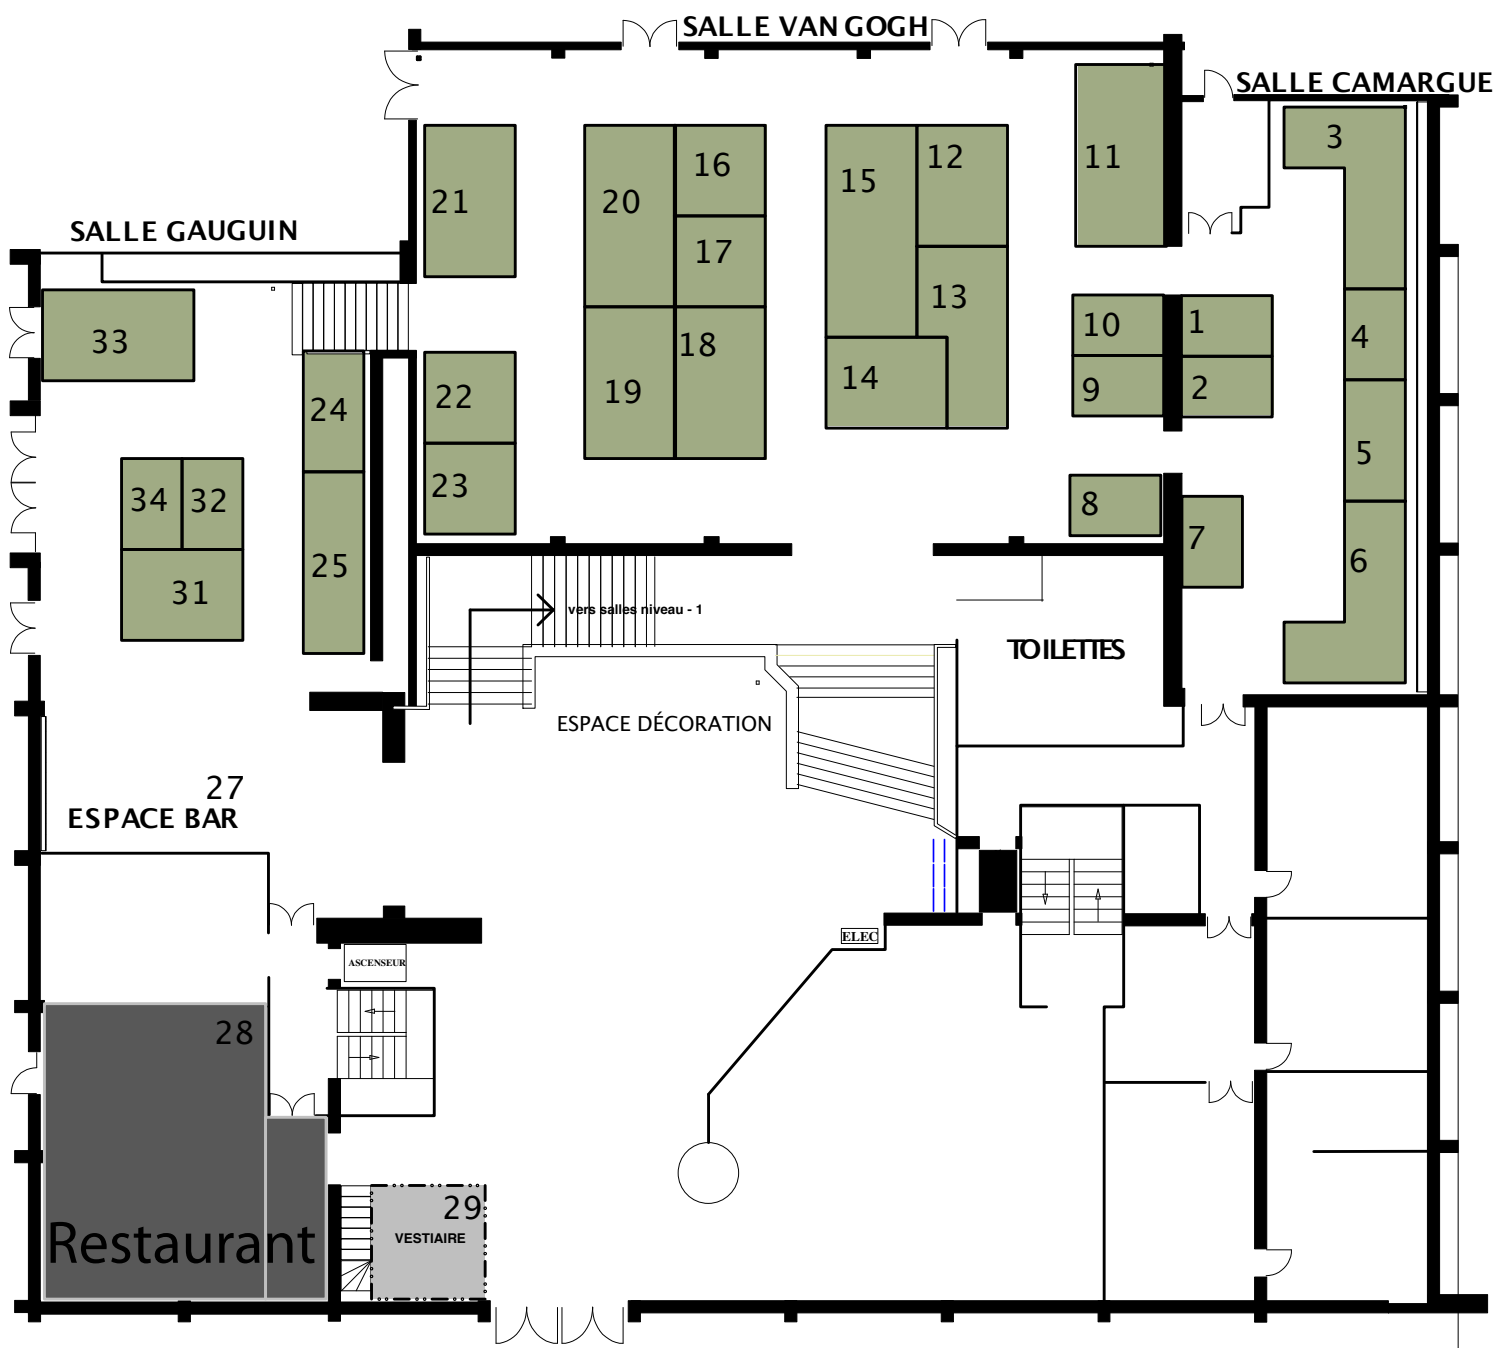 SALLE VAN GOGH
SALLE CAMARGUE
3
16
12
15
11
20
21
17
SALLE GAUGUIN
13
10
1
4
33
18
22
14
9
2
19
24
5
23
34
32
8
7
6
25
31
vers salles niveau - 1
TOILETTES
ESPACE DÉCORATION
27
ESPACE BAR
ELEC
ASCENSEUR
28
29
VESTIAIRE
Restaurant